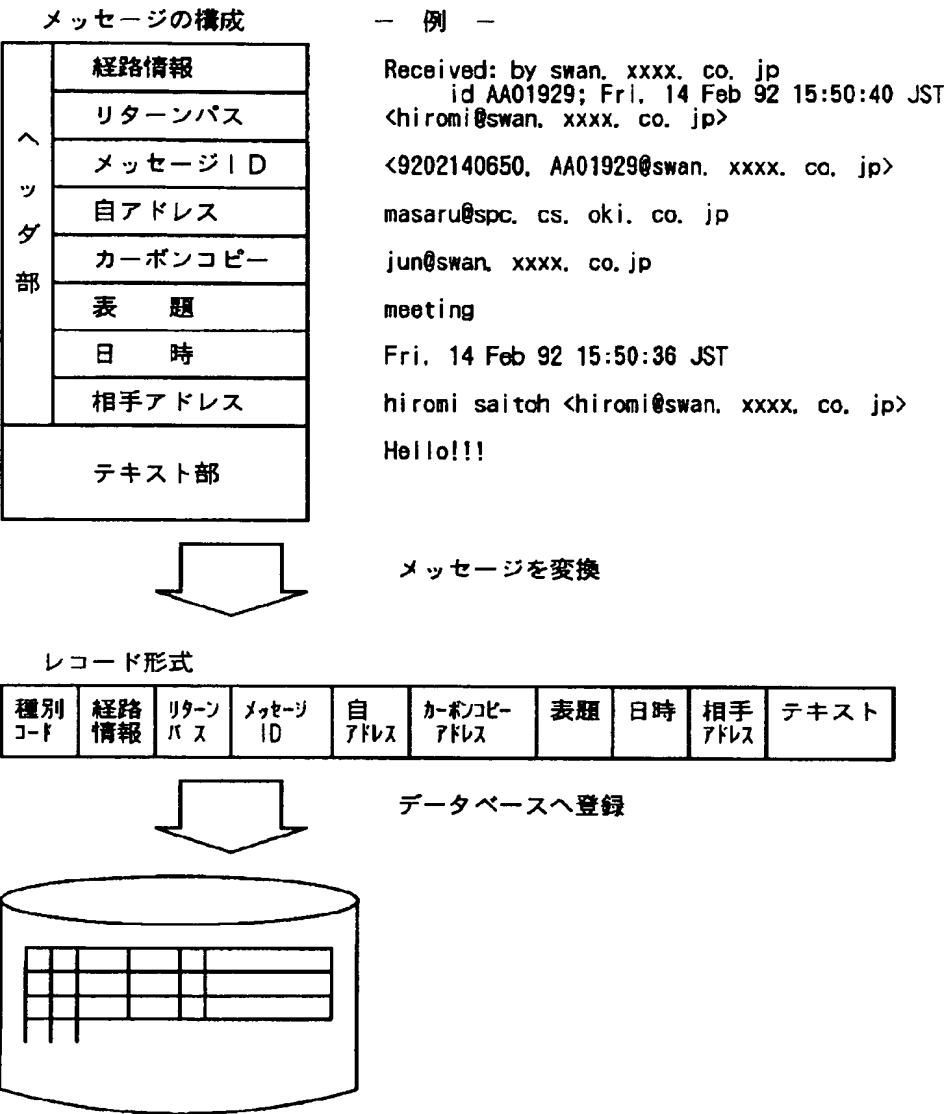 メッセージの構成
－ 例 －
ヘッダ部
経路情報
Received: by swan. xxxx. co. jp
id AA01929; Fri. 14 Feb 92 15:50:40 JST
リターンパス
<hiromi@swan. xxxx. co. jp>
メッセージID
<9202140650. AA01929@swan. xxxx. co. jp>
自アドレス
masaru@spc. cs. oki. co. jp
カーボンコピー
jun@swan. xxxx. co. jp
表 題
meeting
日 時
Fri. 14 Feb 92 15:50:36 JST
相手アドレス
hiromi saitoh <hiromi@swan. xxxx. co. jp>
テキスト部
Hello!!!
メッセージを変換
レコード形式
種別コード
経路情報
リターンパス
メッセージID
自アドレス
カーボンコピーアドレス
表題
日時
相手アドレス
テキスト
データベースへ登録